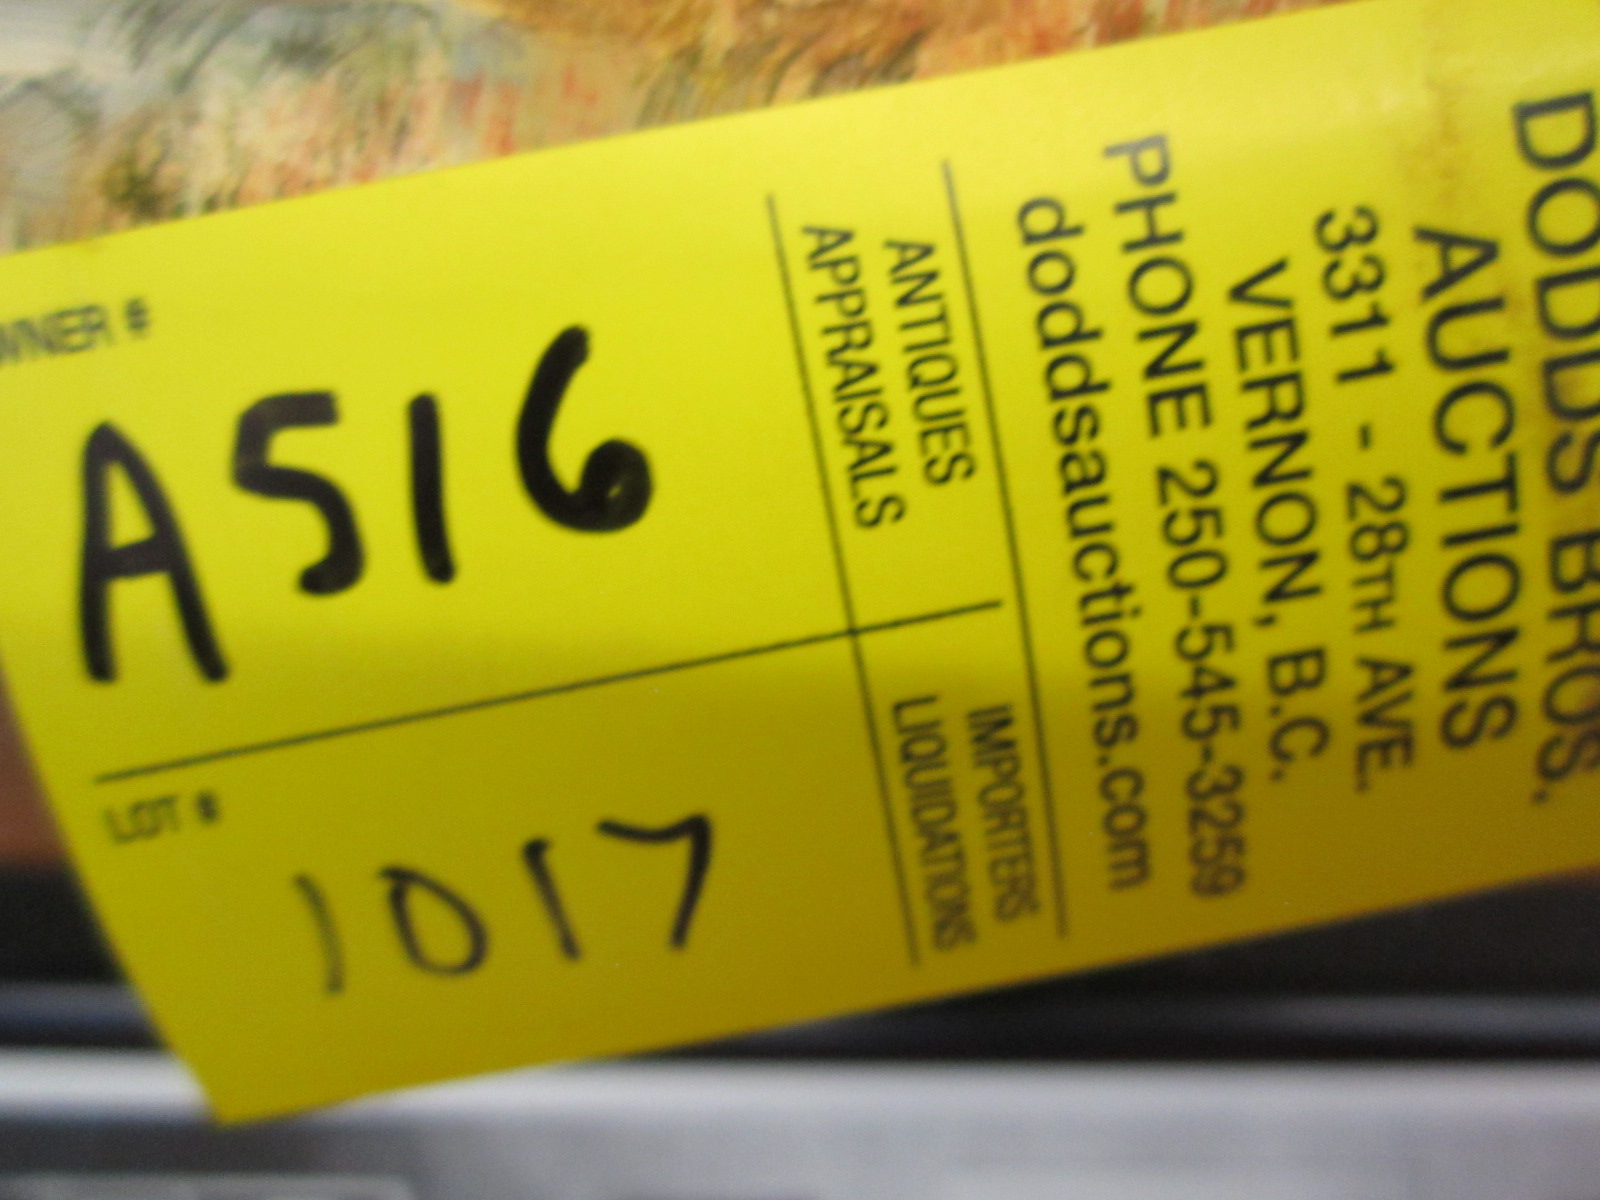 DODDS BROS.
AUCTIONS
3311 - 28TH AVE.
VERNON, B.C.
PHONE 250-545-3259
doddsauctions.com
ANTIQUES
APPRAISALS
IMPORTERS
LIQUIDATIONS
OWNER #
A516
LOT #
1017